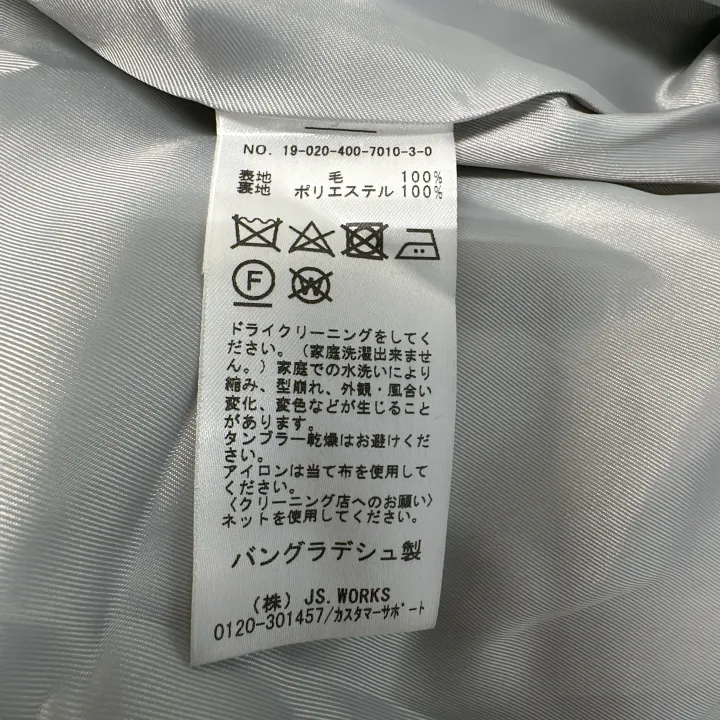 NO. 19-020-400-7010-3-0
表地 毛 100%
裏地 ポリエステル 100%
F
W
ドライクリーニングをしてく
ださい。(家庭洗濯出来ませ
ん。)家庭での水洗いにより
縮み、型崩れ、外観・風合い
変化、変色などが生じること
があります。
タンブラー乾燥はお避けくだ
さい。
アイロンは当て布を使用して
ください。
〈クリーニング店へのお願い〉
ネットを使用してください。
バングラデシュ製
(株) JS.WORKS
0120-301457/カスタマーサポート